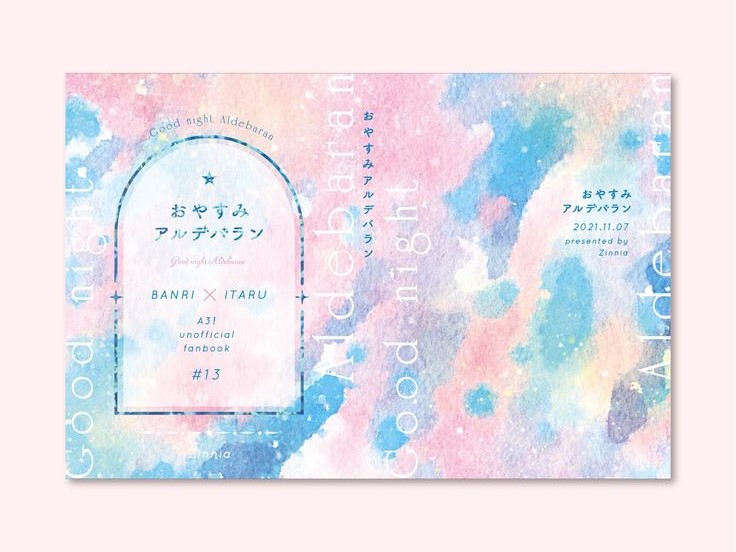 Good night Aldebaran
おやすみ
アルデバラン
Good night Aldebaran
BANRI × ITARU
A3!
unofficial
fanbook
#13
zinnia
Good night
Aldebaran
おやすみアルデバラン
Good night
Aldebaran
おやすみ
アルデバラン
2021.11.07
presented by
Zinnia